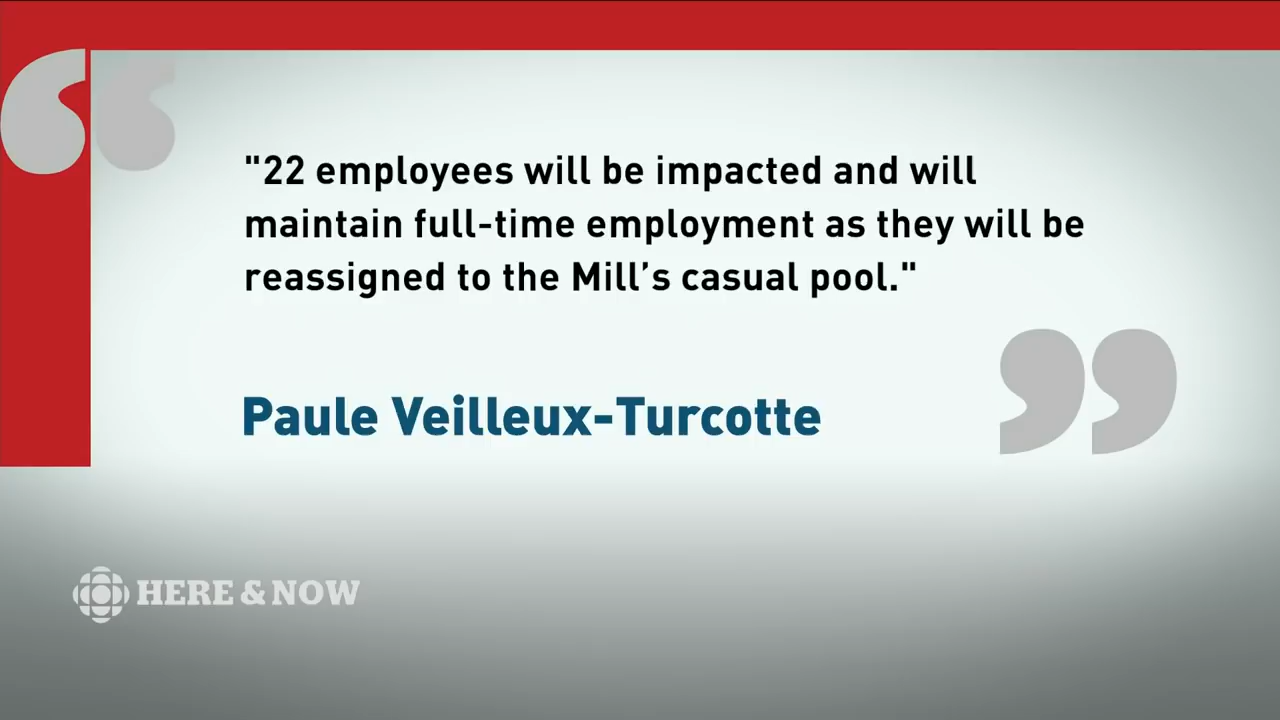 "22 employees will be impacted and will
maintain full-time employment as they will be
reassigned to the Mill’s casual pool."
Paule Veilleux-Turcotte
HERE & NOW